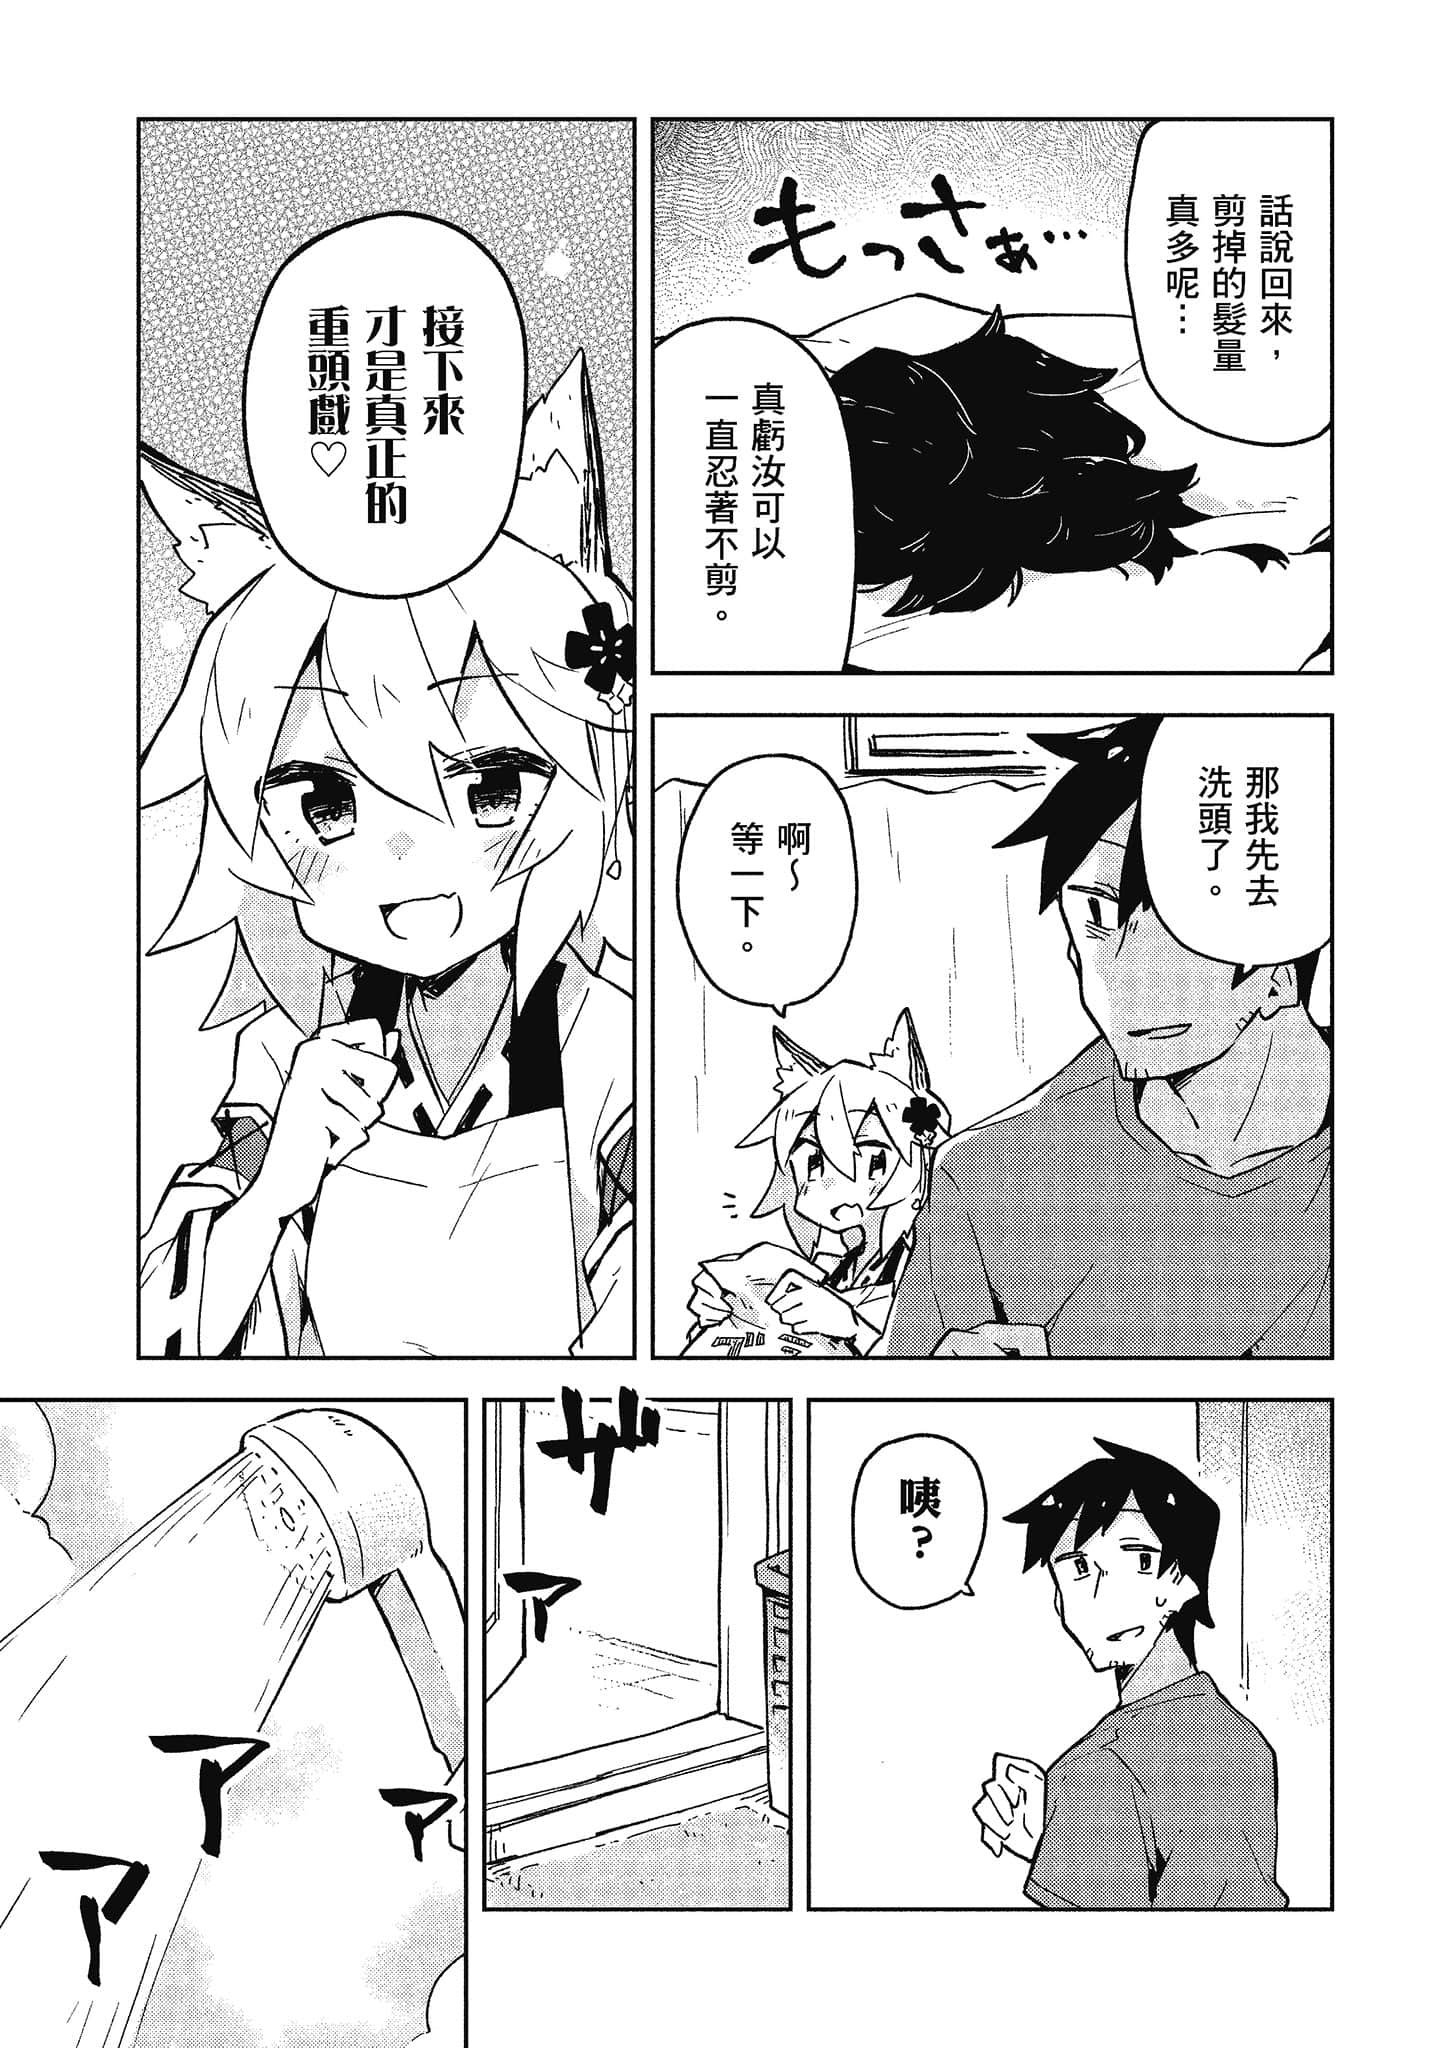 話說回來，
剪掉的髮量
真多呢…
もっさぁ…
真虧汝可以
一直忍著不剪。
那我先去
洗頭了。
啊～
等一下。
接下來
才是真正的
重頭戲♡
咦？
ザ
ア
ア
ア
ア